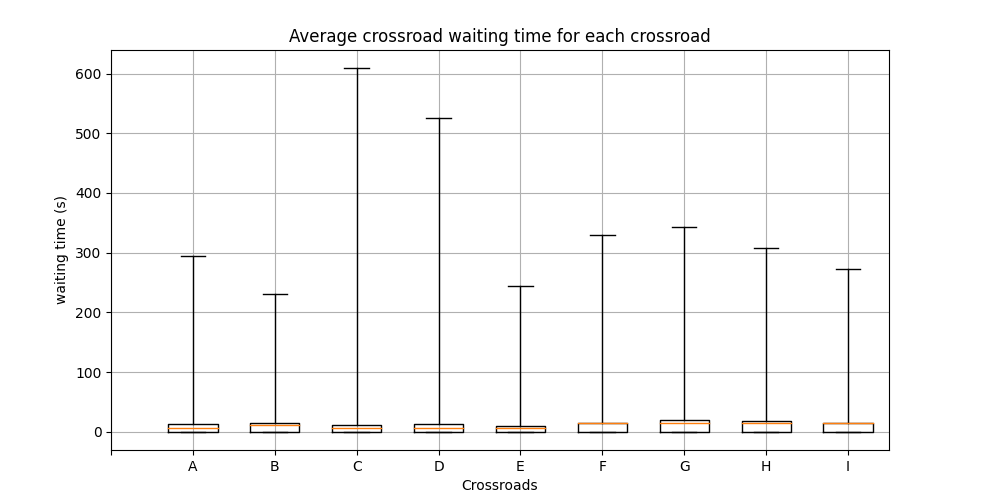 Average crossroad waiting time for each crossroad
600
500
400
300
200
100
0
waiting time (s)
A B C D E F G H I
Crossroads